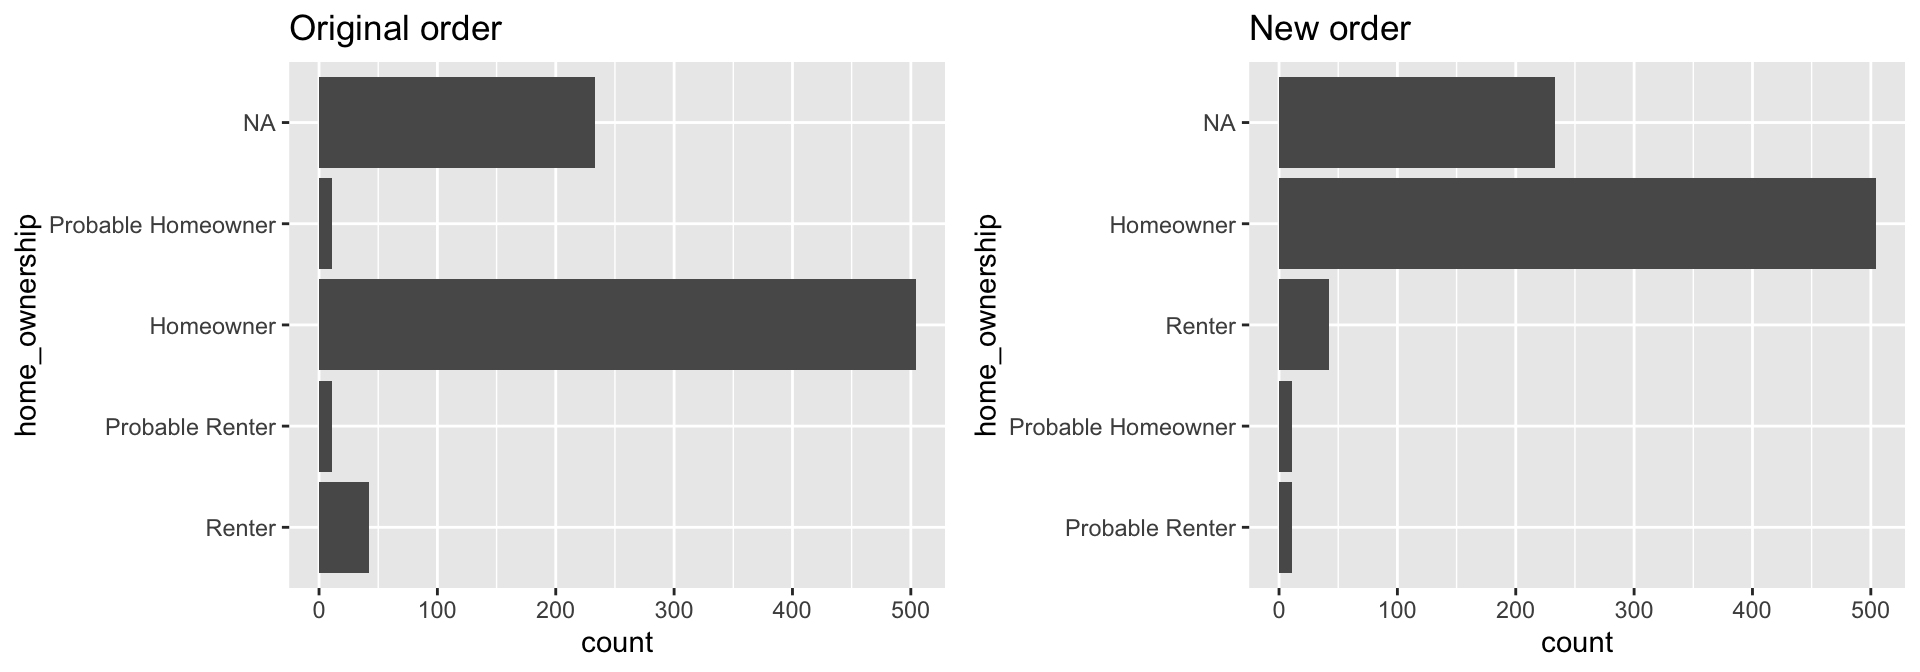 Original order
home_ownership
NA
Probable Homeowner
Homeowner
Probable Renter
Renter
0 100 200 300 400 500
count
New order
home_ownership
NA
Homeowner
Renter
Probable Homeowner
Probable Renter
0 100 200 300 400 500
count